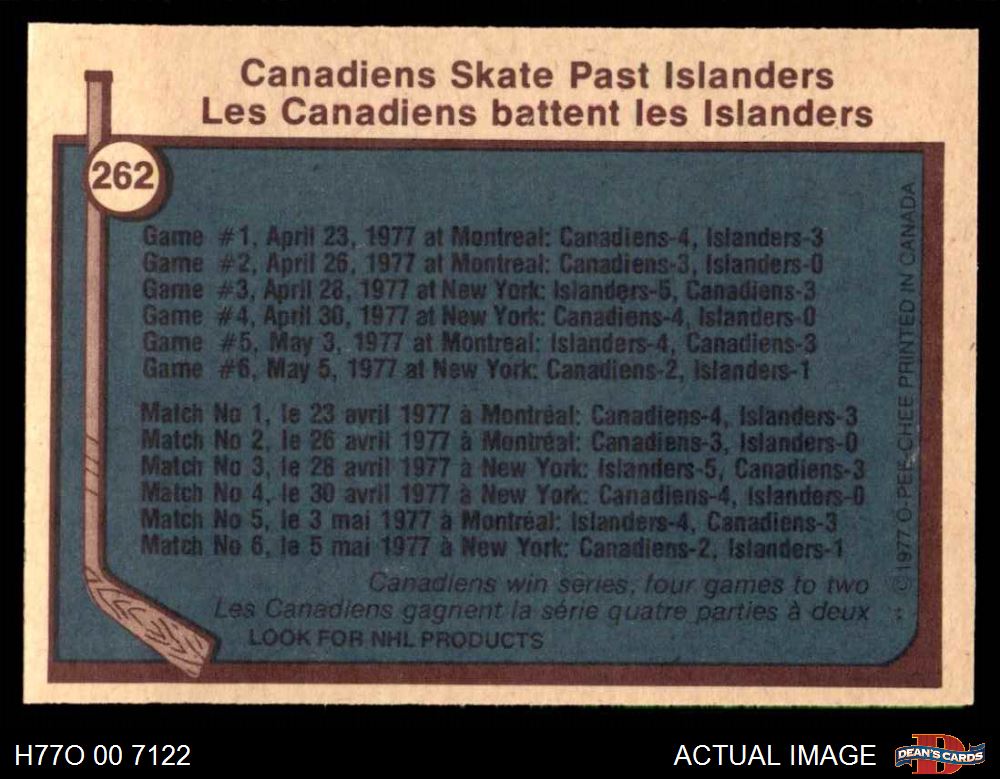 Canadiens Skate Past Islanders
Les Canadiens battent les Islanders
262
Game #1, April 23, 1977 at Montreal: Canadiens-4, Islanders-3
Game #2, April 26, 1977 at Montreal: Canadiens-3, Islanders-0
Game #3, April 28, 1977 at New York: Islanders-5, Canadiens-3
Game #4, April 30, 1977 at New York: Canadiens-4, Islanders-0
Game #5, May 3, 1977 at Montreal: Islanders-4, Canadiens-3
Game #6, May 5, 1977 at New York: Canadiens-2, Islanders-1
Match No 1, le 23 avril 1977 à Montréal: Canadiens-4, Islanders-3
Match No 2, le 26 avril 1977 à Montréal: Canadiens-3, Islanders-0
Match No 3, le 28 avril 1977 à New York: Islanders-5, Canadiens-3
Match No 4, le 30 avril 1977 à New York: Canadiens-4, Islanders-0
Match No 5, le 3 mai 1977 à Montréal: Islanders-4, Canadiens-3
Match No 6, le 5 mai 1977 à New York: Canadiens-2, Islanders-1
Canadiens win series, four games to two
Les Canadiens gagnent la série quatre parties à deux
LOOK FOR NHL PRODUCTS
** © 1977 O-PEE-CHEE PRINTED IN CANADA
H77O 00 7122
ACTUAL IMAGE
DEAN'S CARDS